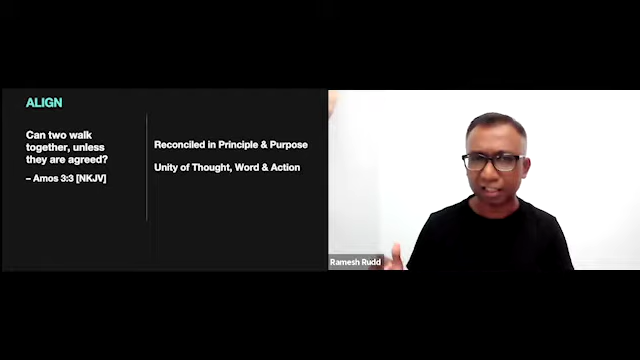 ALIGN
Can two walk
together, unless
they are agreed?
– Amos 3:3 [NKJV]
Reconciled in Principle & Purpose
Unity of Thought, Word & Action
Ramesh Rudd